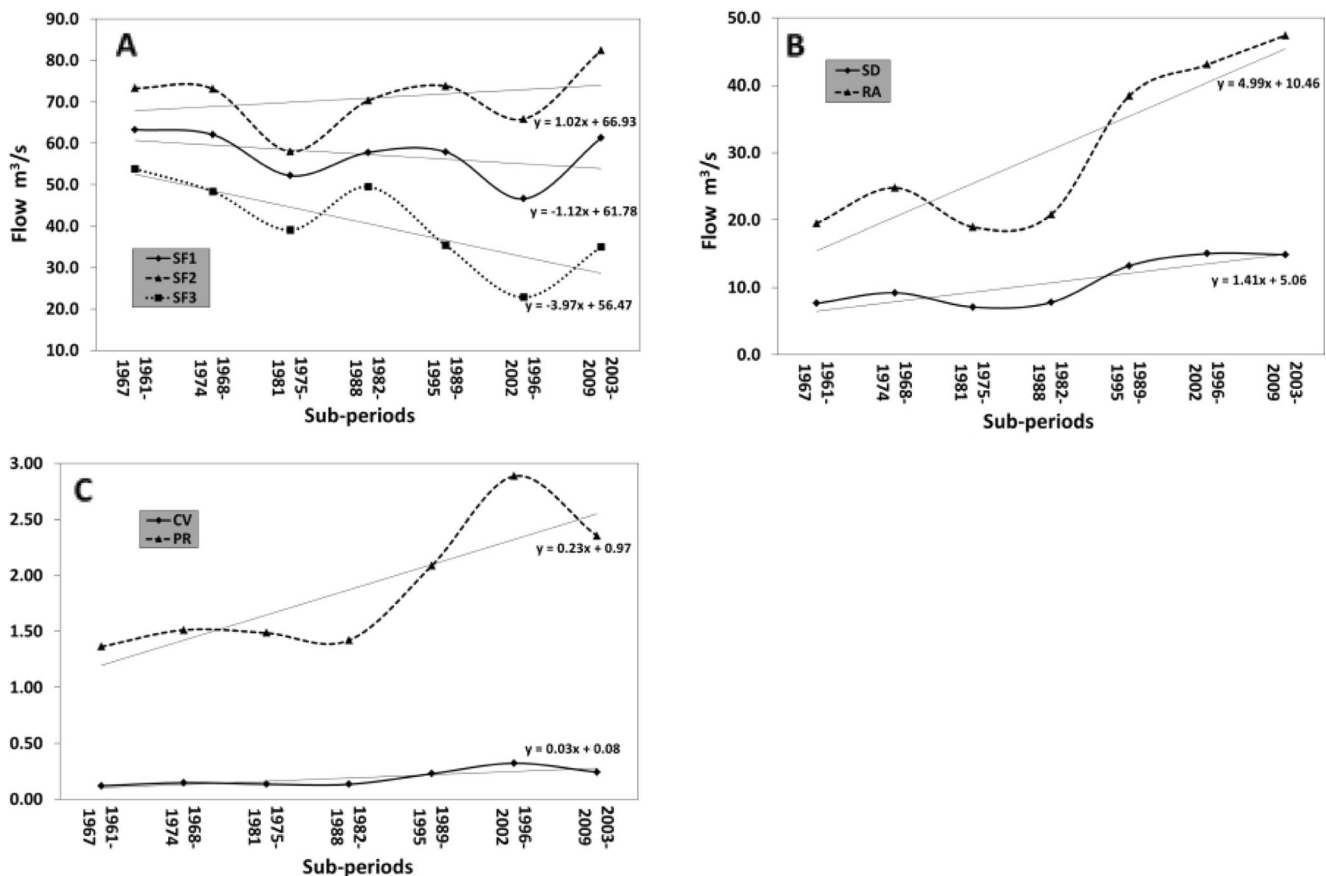 A
Flow m³/s
90.0
80.0
70.0
60.0
50.0
40.0
30.0
20.0
10.0
SF1
SF2
SF3
y = 1.02x + 66.93
y = -1.12x + 61.78
y = -3.97x + 56.47
1961-
1967
1968-
1974
1975-
1981
1982-
1988
1989-
1995
1996-
2002
2003-
2009
Sub-periods
B
Flow m³/s
50.0
40.0
30.0
20.0
10.0
0.0
SD
RA
y = 4.99x + 10.46
y = 1.41x + 5.06
1961-
1967
1968-
1974
1975-
1981
1982-
1988
1989-
1995
1996-
2002
2003-
2009
Sub-periods
C
3.00
2.50
2.00
1.50
1.00
0.50
0.00
CV
PR
y = 0.23x + 0.97
y = 0.03x + 0.08
1961-
1967
1968-
1974
1975-
1981
1982-
1988
1989-
1995
1996-
2002
2003-
2009
Sub-periods